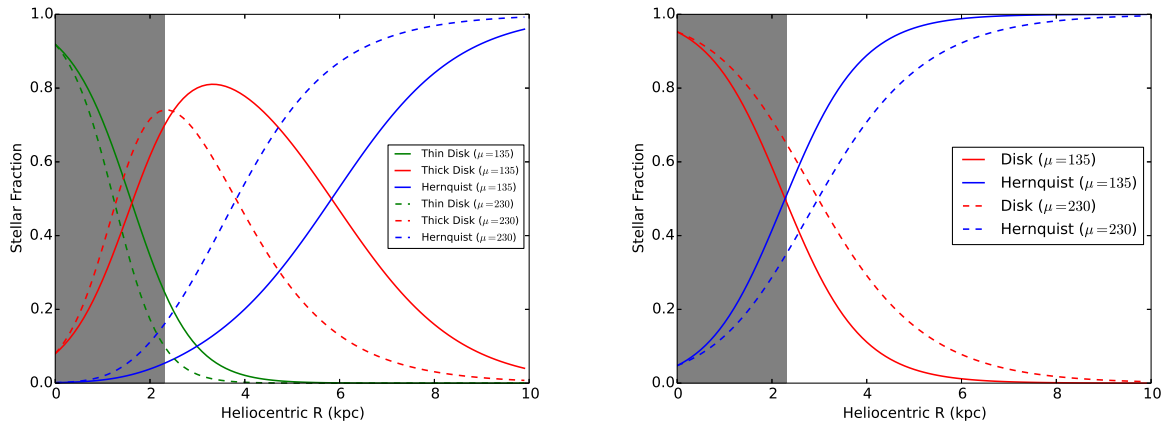 1.0
0.8
0.6
0.4
0.2
0.0
Stellar Fraction
0 2 4 6 8 10
Heliocentric R (kpc)
Thin Disk (μ=135)
Thick Disk (μ=135)
Hernquist (μ=135)
Thin Disk (μ=230)
Thick Disk (μ=230)
Hernquist (μ=230)
1.0
0.8
0.6
0.4
0.2
0.0
Stellar Fraction
0 2 4 6 8 10
Heliocentric R (kpc)
Disk (μ=135)
Hernquist (μ=135)
Disk (μ=230)
Hernquist (μ=230)